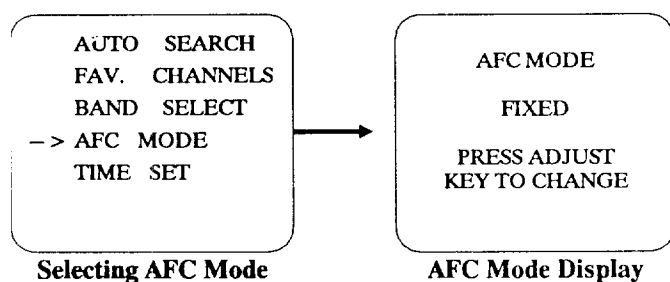 AUTO SEARCH
FAV. CHANNELS
BAND SELECT
–> AFC MODE
TIME SET
Selecting AFC Mode
AFC MODE
FIXED
PRESS ADJUST
KEY TO CHANGE
AFC Mode Display